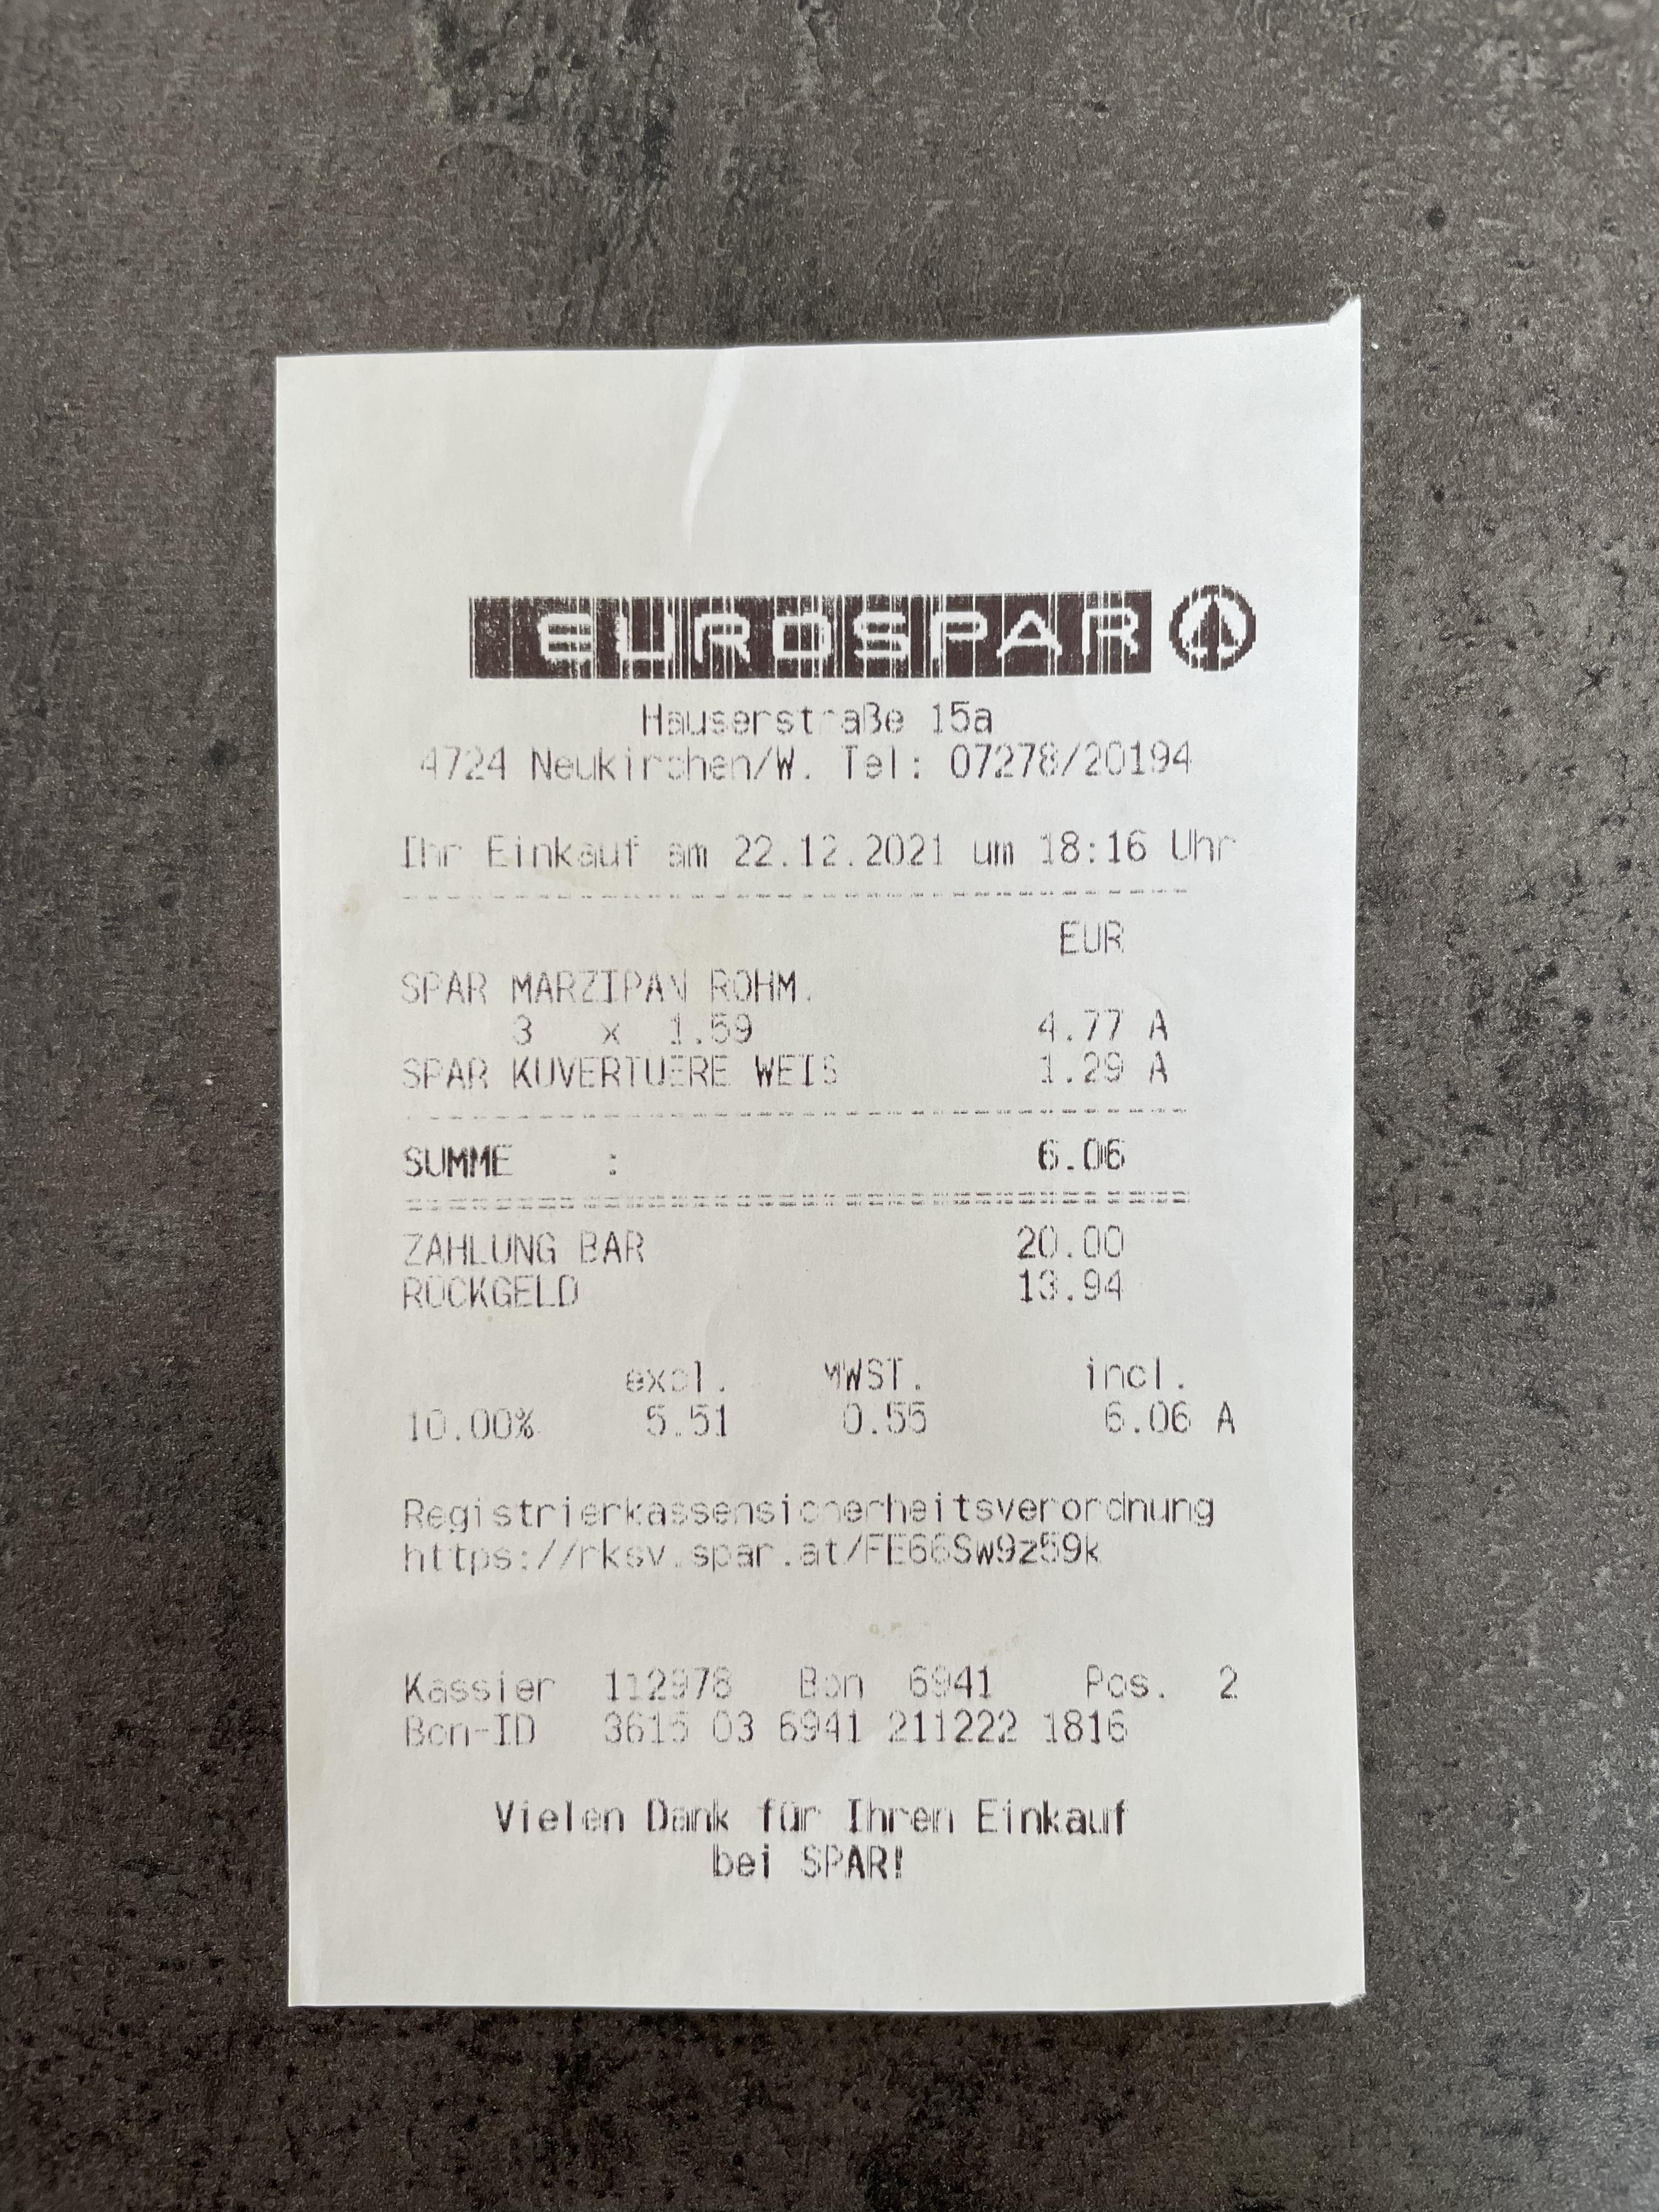 EUROSPAR
Hauserstraße 15a
4724 Neukirchen/W. Tel: 07278/20194
Ihr Einkauf am 22.12.2021 um 18:16 Uhr
EUR
SPAR MARZIPAN ROHM.
3 x 1.59 4.77 A
SPAR KUVERTUERE WEIS 1.29 A
SUMME : 6.06
ZAHLUNG BAR 20.00
RÜCKGELD 13.94
excl. MWST. incl.
10.00% 5.51 0.55 6.06 A
Registrierkassensicherheitsverordnung
https://rksv.spar.at/FE66Sw9z59k
Kassier 112978 Bon 6941 Pos. 2
Bon-ID 3615 03 6941 211222 1816
Vielen Dank für Ihren Einkauf
bei SPAR!